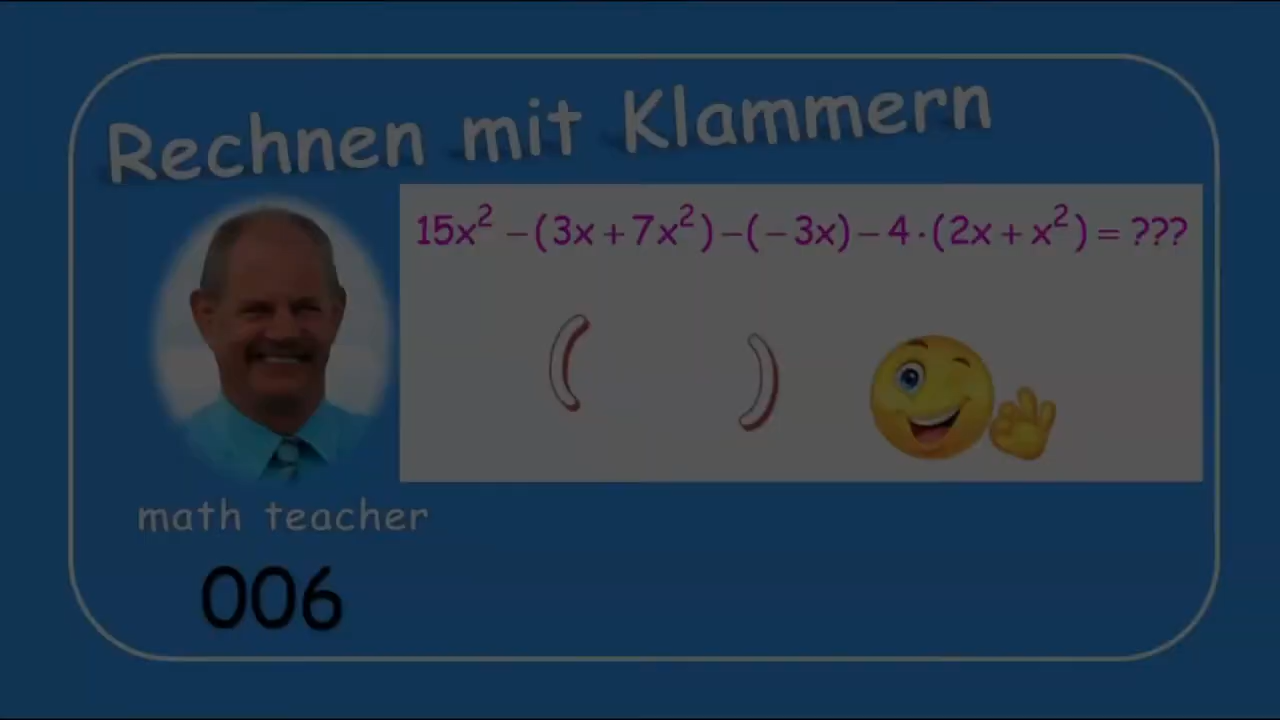 Rechnen mit Klammern
15x² – (3x + 7x²) – (– 3x) – 4 · (2x + x²) = ???
( )
math teacher
006